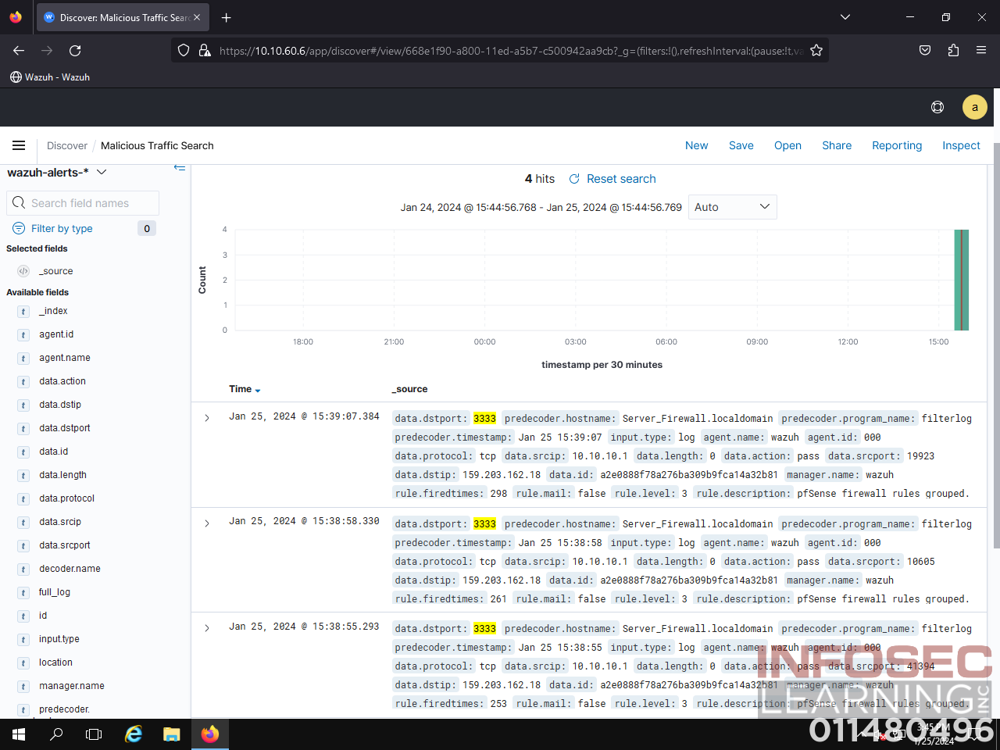 Discover: Malicious Traffic Sear
https://10.10.60.6/app/discover#/view/668e1f90-a800-11ed-a5b7-c500942aa9cb?_g=(filters:!(),refreshInterval:(pause:!t,va
Wazuh - Wazuh
a
Discover / Malicious Traffic Search
New Save Open Share Reporting Inspect
wazuh-alerts-*
Search field names
Filter by type 0
Selected fields
_source
Available fields
_index
agent.id
agent.name
data.action
data.dstip
data.dstport
data.id
data.length
data.protocol
data.srcip
data.srcport
decoder.name
full_log
id
input.type
location
manager.name
predecoder.
4 hits Reset search
Jan 24, 2024 @ 15:44:56.768 - Jan 25, 2024 @ 15:44:56.769 Auto
Count
4
3
2
1
0
18:00 21:00 00:00 03:00 06:00 09:00 12:00 15:00
timestamp per 30 minutes
Time _source
Jan 25, 2024 @ 15:39:07.384
data.dstport: 3333 predecoder.hostname: Server_Firewall.localdomain predecoder.program_name: filterlog
predecoder.timestamp: Jan 25 15:39:07 input.type: log agent.name: wazuh agent.id: 000
data.protocol: tcp data.srcip: 10.10.10.1 data.length: 0 data.action: pass data.srcport: 19923
data.dstip: 159.203.162.18 data.id: a2e0888f78a276ba309b9fca14a32b81 manager.name: wazuh
rule.firedtimes: 298 rule.mail: false rule.level: 3 rule.description: pfSense firewall rules grouped.
Jan 25, 2024 @ 15:38:58.330
data.dstport: 3333 predecoder.hostname: Server_Firewall.localdomain predecoder.program_name: filterlog
predecoder.timestamp: Jan 25 15:38:58 input.type: log agent.name: wazuh agent.id: 000
data.protocol: tcp data.srcip: 10.10.10.1 data.length: 0 data.action: pass data.srcport: 10605
data.dstip: 159.203.162.18 data.id: a2e0888f78a276ba309b9fca14a32b81 manager.name: wazuh
rule.firedtimes: 261 rule.mail: false rule.level: 3 rule.description: pfSense firewall rules grouped.
Jan 25, 2024 @ 15:38:55.293
data.dstport: 3333 predecoder.hostname: Server_Firewall.localdomain predecoder.program_name: filterlog
predecoder.timestamp: Jan 25 15:38:55 input.type: log agent.name: wazuh agent.id: 000
data.protocol: tcp data.srcip: 10.10.10.1 data.length: 0 data.action: pass data.srcport: 41394
data.dstip: 159.203.162.18 data.id: a2e0888f78a276ba309b9fca14a32b81 manager.name: wazuh
rule.firedtimes: 253 rule.mail: false rule.level: 3 rule.description: pfSense firewall rules grouped.
INFOSEC
LEARNING INC
011480496
3:45 PM
1/25/2024